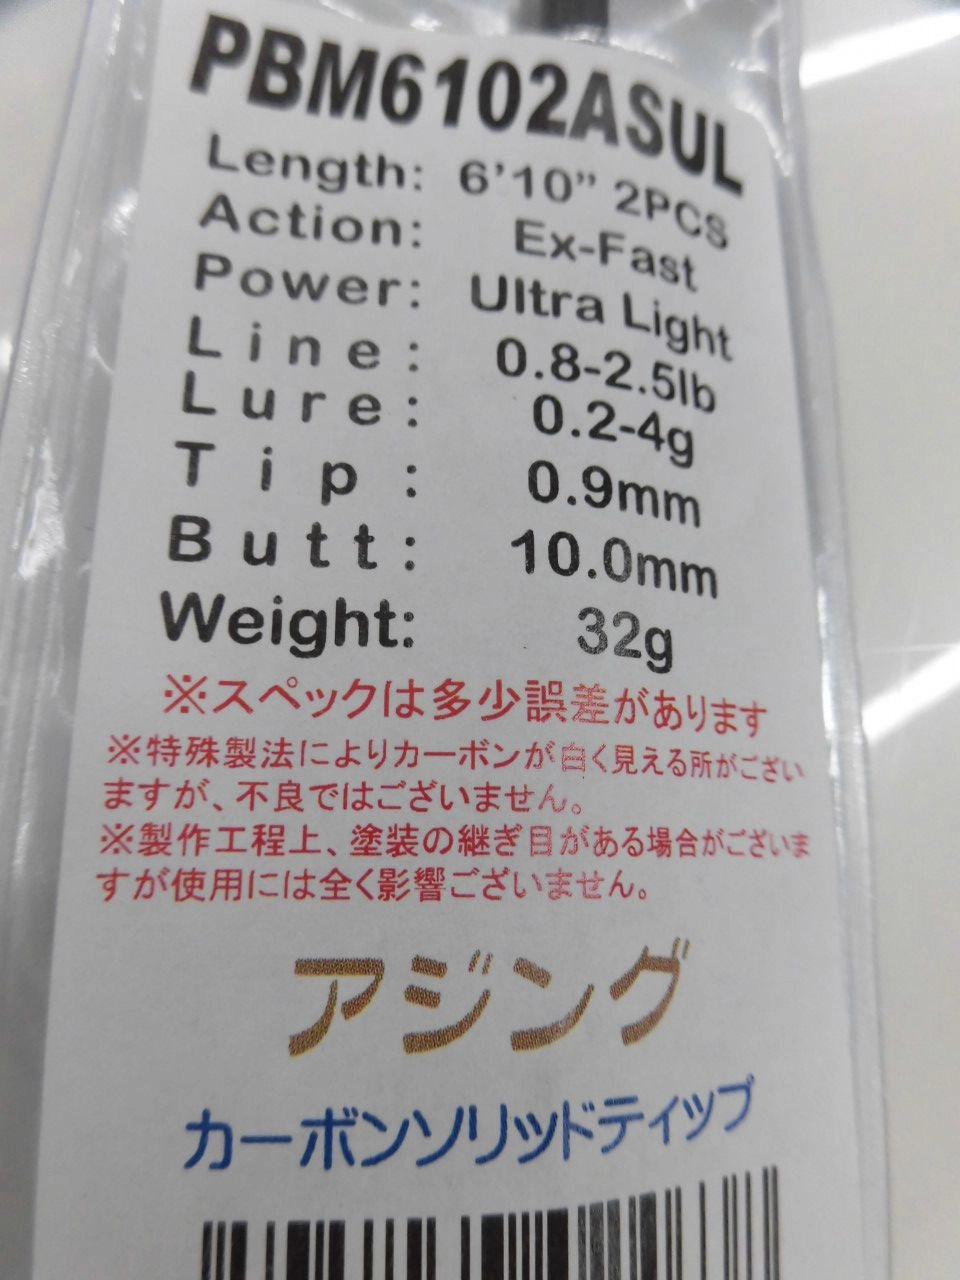 PBM6102ASUL
Length: 6'10" 2PCS
Action: Ex-Fast
Power: Ultra Light
Line: 0.8-2.5lb
Lure: 0.2-4g
Tip: 0.9mm
Butt: 10.0mm
Weight: 32g
※スペックは多少誤差があります
※特殊製法によりカーボンが白く見える所がござい
ますが、不良ではございません。
※製作工程上、塗装の継ぎ目がある場合がございま
すが使用には全く影響ございません。
アジング
カーボンソリッドティップ